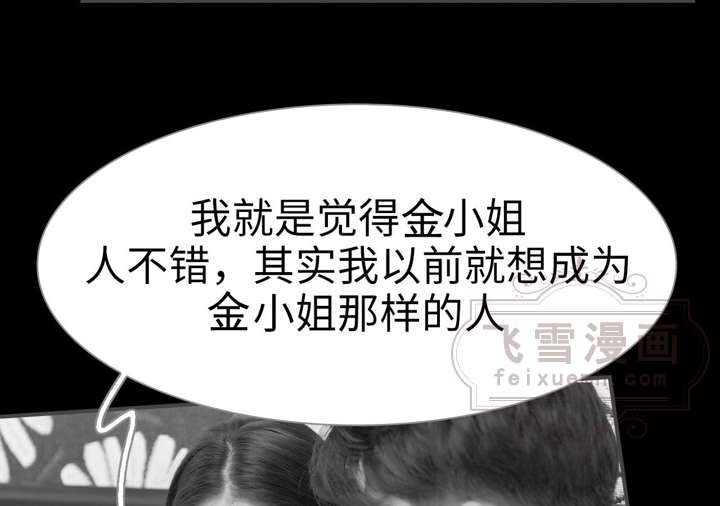 我就是觉得金小姐
人不错，其实我以前就想成为
金小姐那样的人
飞雪漫画